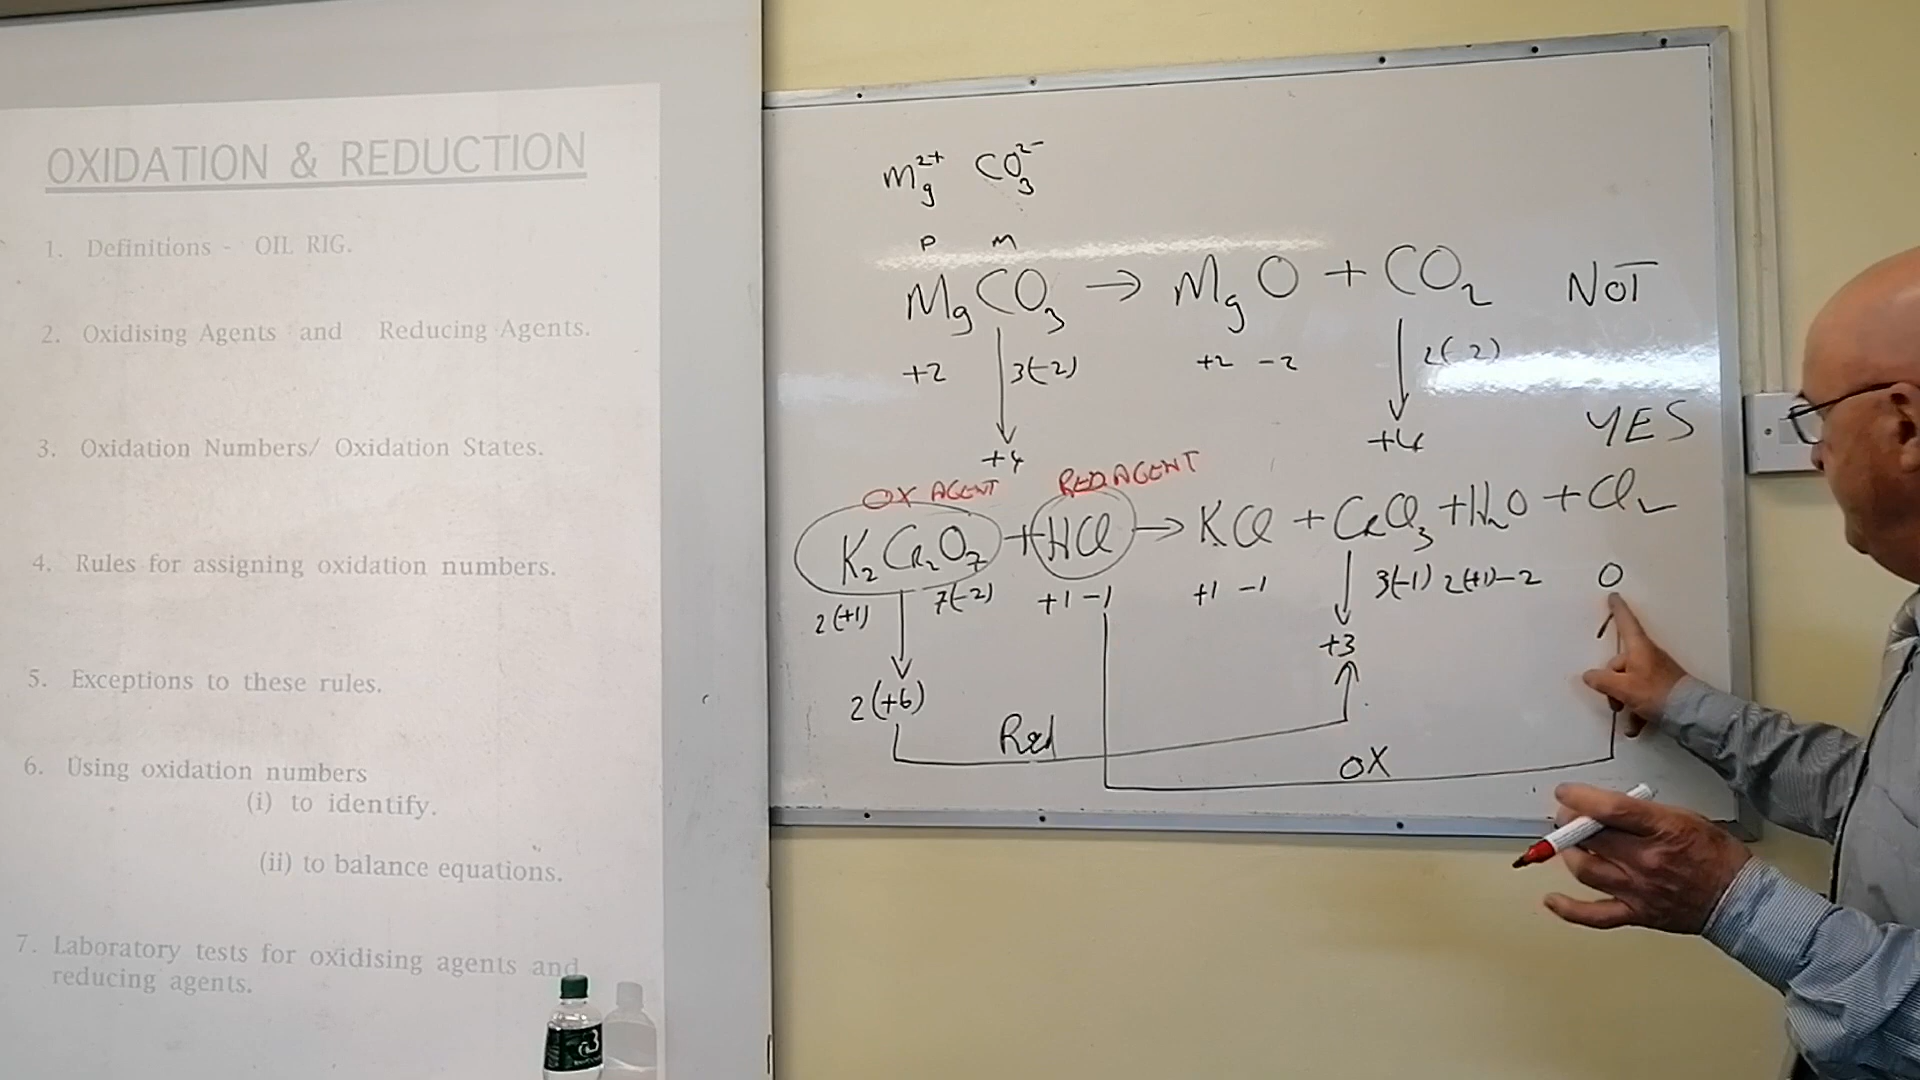 OXIDATION & REDUCTION
1. Definitions - OIL RIG.
2. Oxidising Agents and Reducing Agents.
3. Oxidation Numbers/ Oxidation States.
4. Rules for assigning oxidation numbers.
5. Exceptions to these rules.
6. Using oxidation numbers
(i) to identify.
(ii) to balance equations.
7. Laboratory tests for oxidising agents and
reducing agents.
Mg²⁺ CO₃²⁻
P M
MgCO₃ → MgO + CO₂ NOT
+2 3(-2) +2 -2 2(-2)
+4 +4 YES
OX AGENT RED AGENT
K₂Cr₂O₇ + HCl → KCl + CrCl₃ + H₂O + Cl₂
2(+1) 7(-2) +1 -1 +1 -1 3(-1) 2(+1) -2 0
2(+6) +3
Red OX